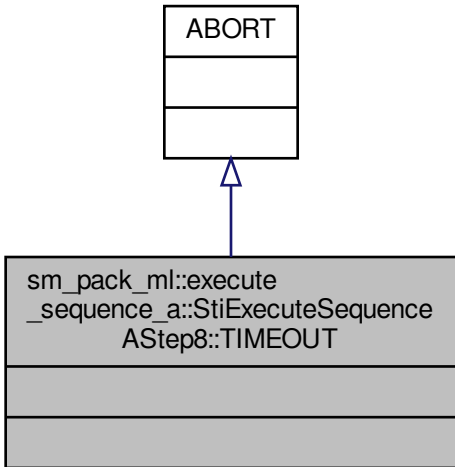 ABORT
sm_pack_ml::execute
_sequence_a::StiExecuteSequence
AStep8::TIMEOUT